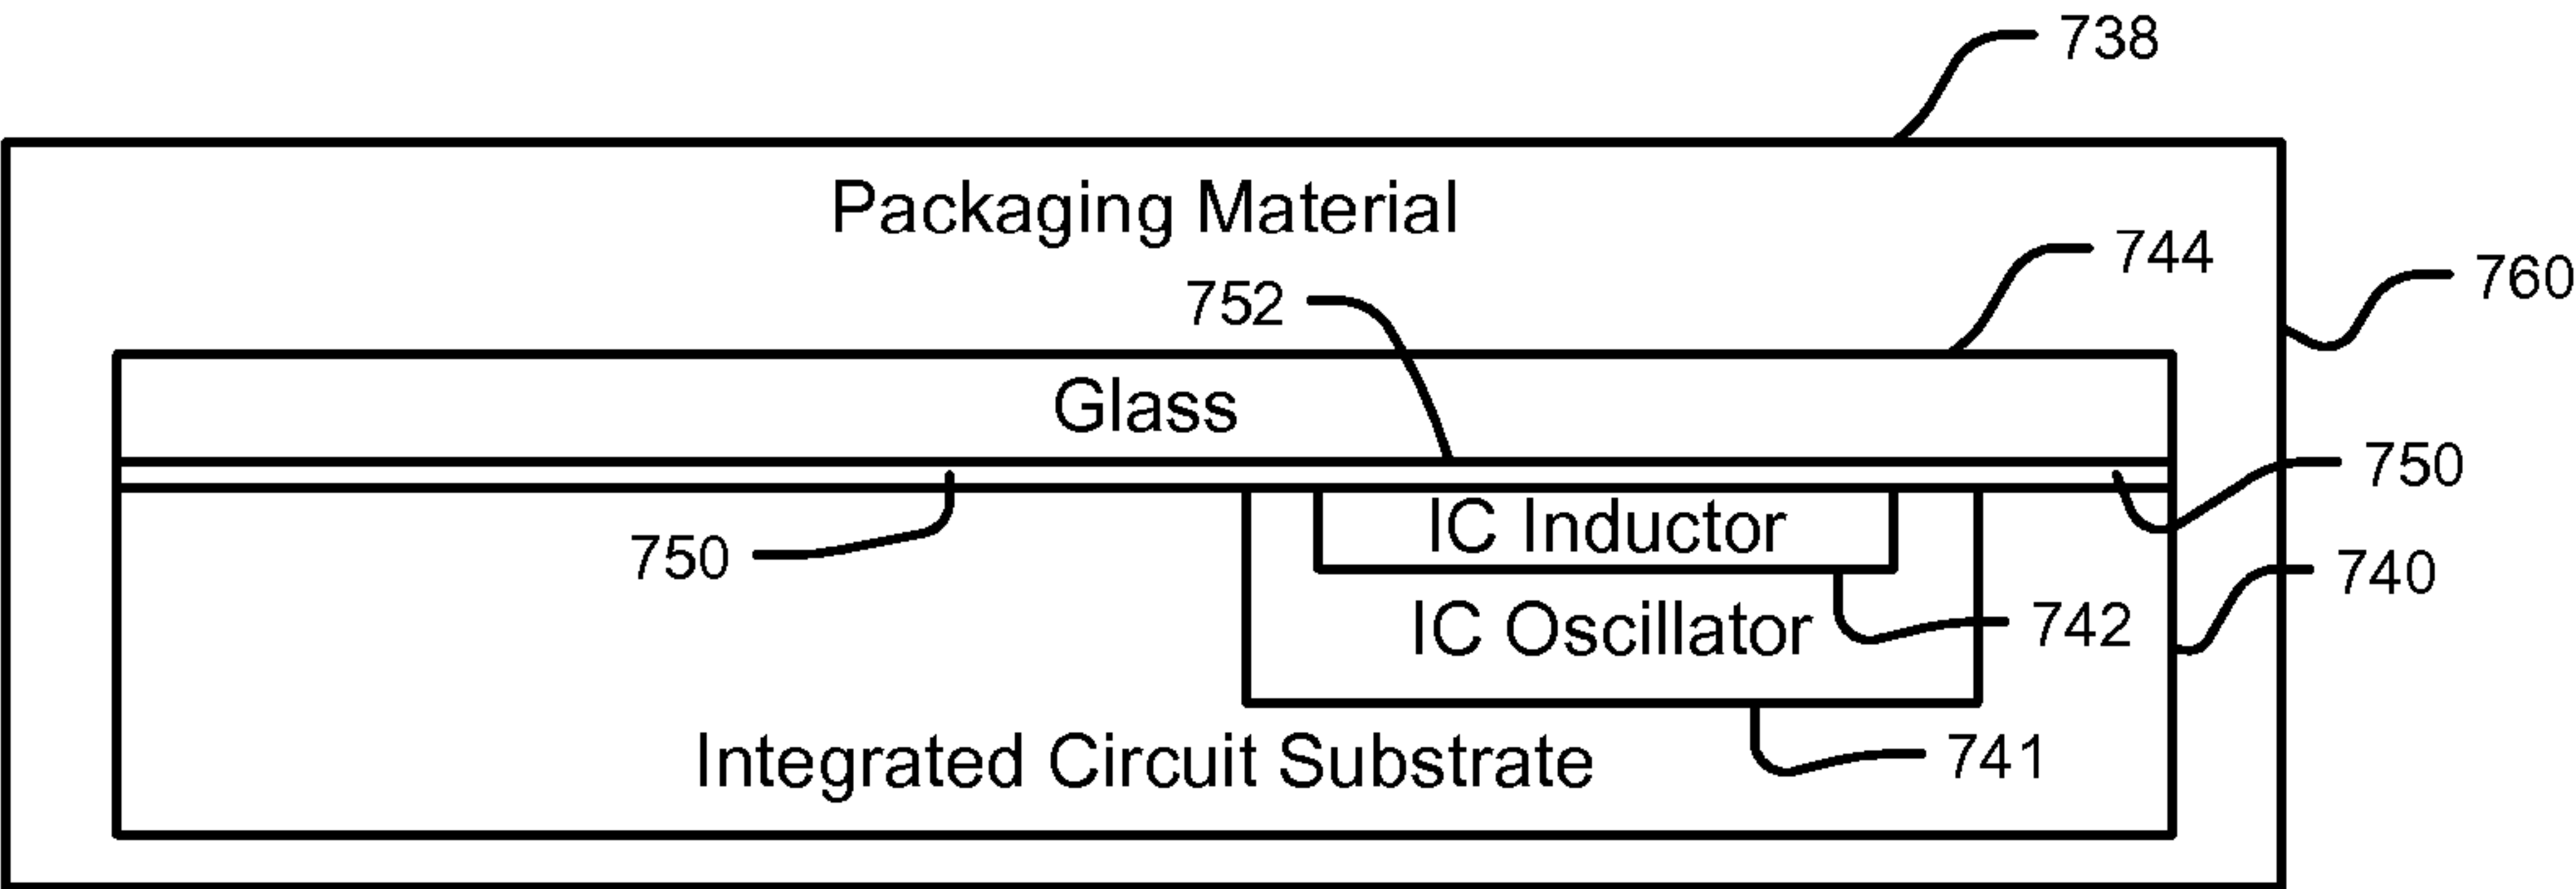 738
Packaging Material
744
760
752
Glass
750
IC Inductor
750
740
IC Oscillator
742
Integrated Circuit Substrate
741